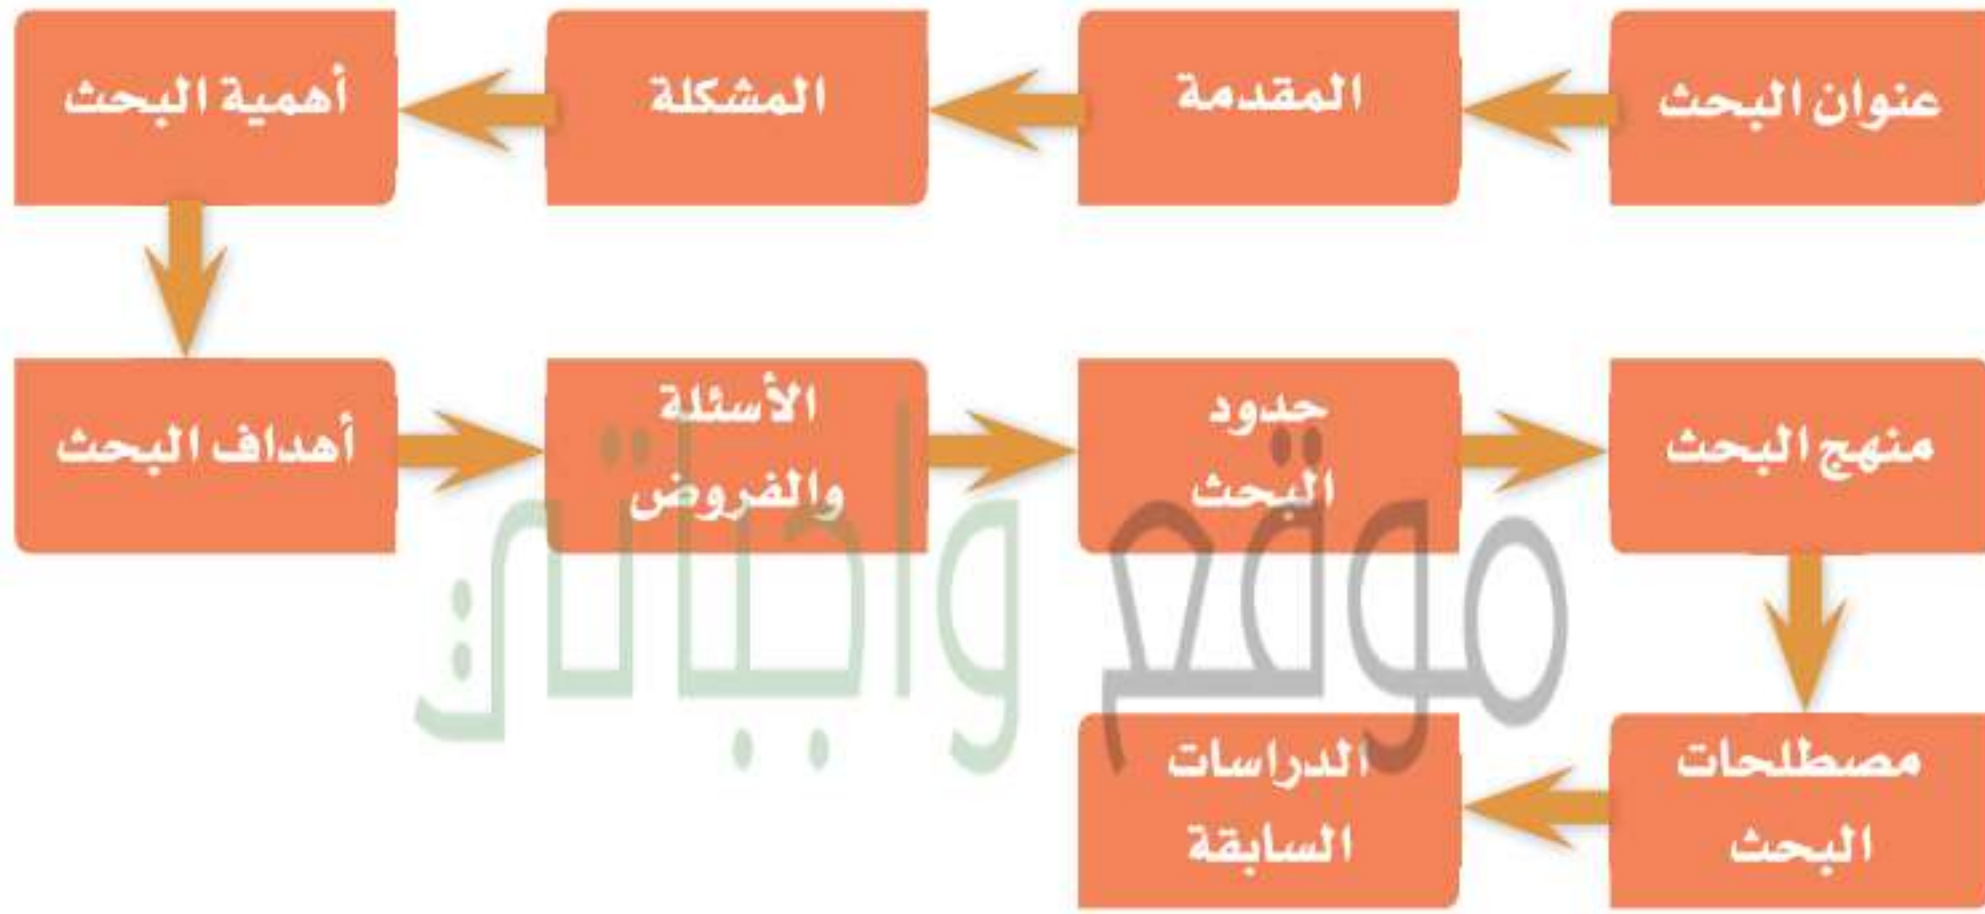 عنوان البحث
المقدمة
المشكلة
أهمية البحث
أهداف البحث
الأسئلة
والفروض
حدود
البحث
منهج البحث
مصطلحات
البحث
الدراسات
السابقة
موقع واجباتي